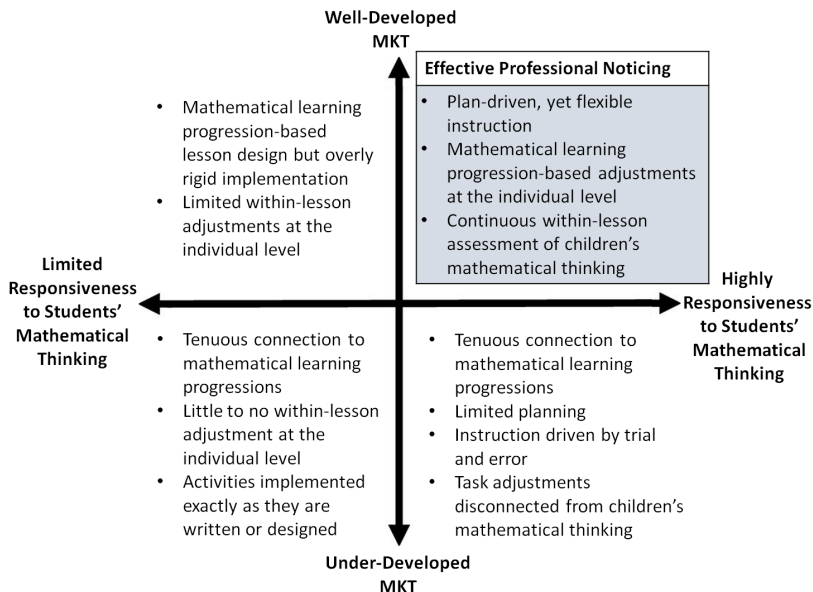 Well-Developed
MKT
• Mathematical learning
progression-based
lesson design but overly
rigid implementation
• Limited within-lesson
adjustments at the
individual level
Effective Professional Noticing
• Plan-driven, yet flexible
instruction
• Mathematical learning
progression-based adjustments
at the individual level
• Continuous within-lesson
assessment of children’s
mathematical thinking
Limited
Responsiveness
to Students’
Mathematical
Thinking
Highly
Responsiveness
to Students’
Mathematical
Thinking
• Tenuous connection to
mathematical learning
progressions
• Little to no within-lesson
adjustment at the
individual level
• Activities implemented
exactly as they are
written or designed
• Tenuous connection to
mathematical learning
progressions
• Limited planning
• Instruction driven by trial
and error
• Task adjustments
disconnected from children’s
mathematical thinking
Under-Developed
MKT